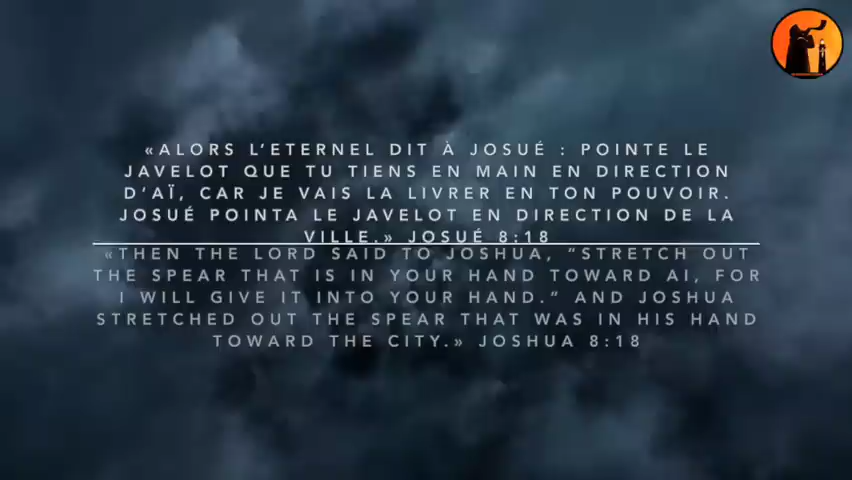 «ALORS L'ETERNEL DIT À JOSUÉ : POINTE LE
JAVELOT QUE TU TIENS EN MAIN EN DIRECTION
D'AÏ, CAR JE VAIS LA LIVRER EN TON POUVOIR.
JOSUÉ POINTA LE JAVELOT EN DIRECTION DE LA
VILLE.» JOSUÉ 8:18
«THEN THE LORD SAID TO JOSHUA, "STRETCH OUT
THE SPEAR THAT IS IN YOUR HAND TOWARD AI, FOR
I WILL GIVE IT INTO YOUR HAND." AND JOSHUA
STRETCHED OUT THE SPEAR THAT WAS IN HIS HAND
TOWARD THE CITY.» JOSHUA 8:18